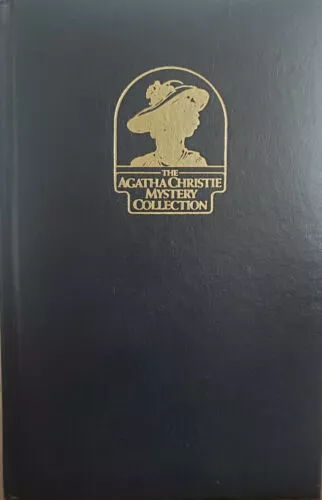 THE
AGATHA CHRISTIE
MYSTERY
COLLECTION